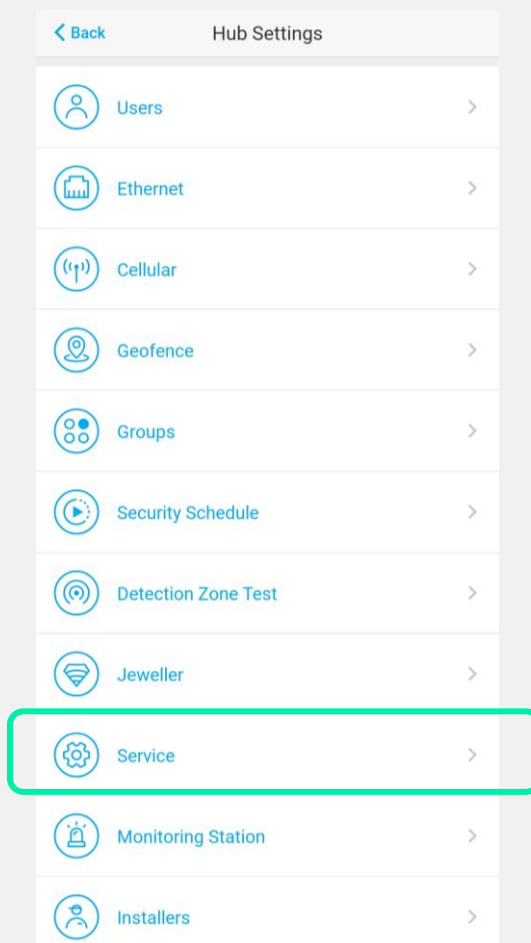 Back Hub Settings
Users
Ethernet
Cellular
Geofence
Groups
Security Schedule
Detection Zone Test
Jeweller
Service
Monitoring Station
Installers